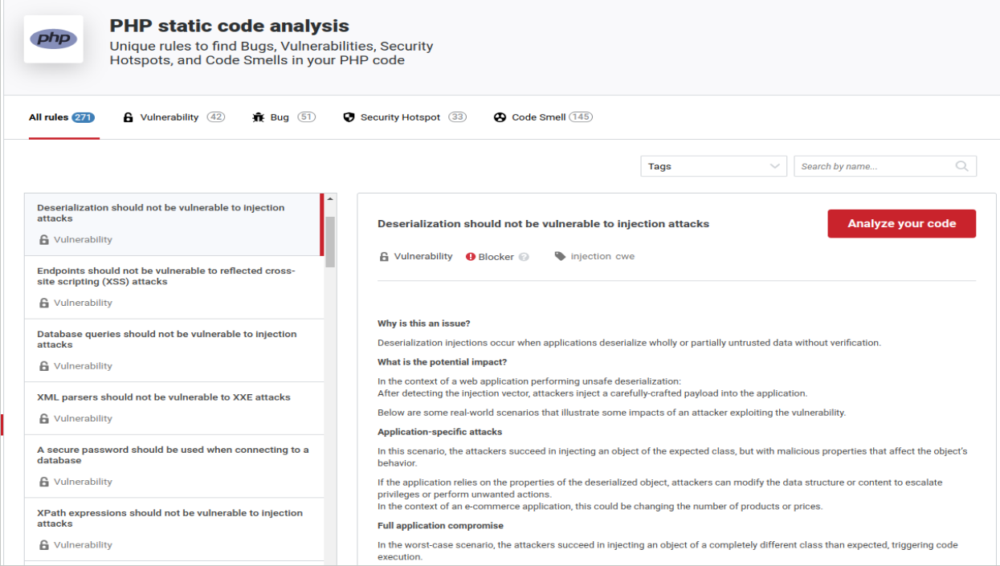 php
PHP static code analysis
Unique rules to find Bugs, Vulnerabilities, Security
Hotspots, and Code Smells in your PHP code
All rules 271 Vulnerability 42 Bug 51 Security Hotspot 33 Code Smell 145
Tags Search by name...
Deserialization should not be vulnerable to injection
attacks
Vulnerability
Endpoints should not be vulnerable to reflected cross-
site scripting (XSS) attacks
Vulnerability
Database queries should not be vulnerable to injection
attacks
Vulnerability
XML parsers should not be vulnerable to XXE attacks
Vulnerability
A secure password should be used when connecting to a
database
Vulnerability
XPath expressions should not be vulnerable to injection
attacks
Vulnerability
Deserialization should not be vulnerable to injection attacks
Analyze your code
Vulnerability ! Blocker ? injection cwe
Why is this an issue?
Deserialization injections occur when applications deserialize wholly or partially untrusted data without verification.
What is the potential impact?
In the context of a web application performing unsafe deserialization:
After detecting the injection vector, attackers inject a carefully-crafted payload into the application.
Below are some real-world scenarios that illustrate some impacts of an attacker exploiting the vulnerability.
Application-specific attacks
In this scenario, the attackers succeed in injecting an object of the expected class, but with malicious properties that affect the object's
behavior.
If the application relies on the properties of the deserialized object, attackers can modify the data structure or content to escalate
privileges or perform unwanted actions.
In the context of an e-commerce application, this could be changing the number of products or prices.
Full application compromise
In the worst-case scenario, the attackers succeed in injecting an object of a completely different class than expected, triggering code
execution.